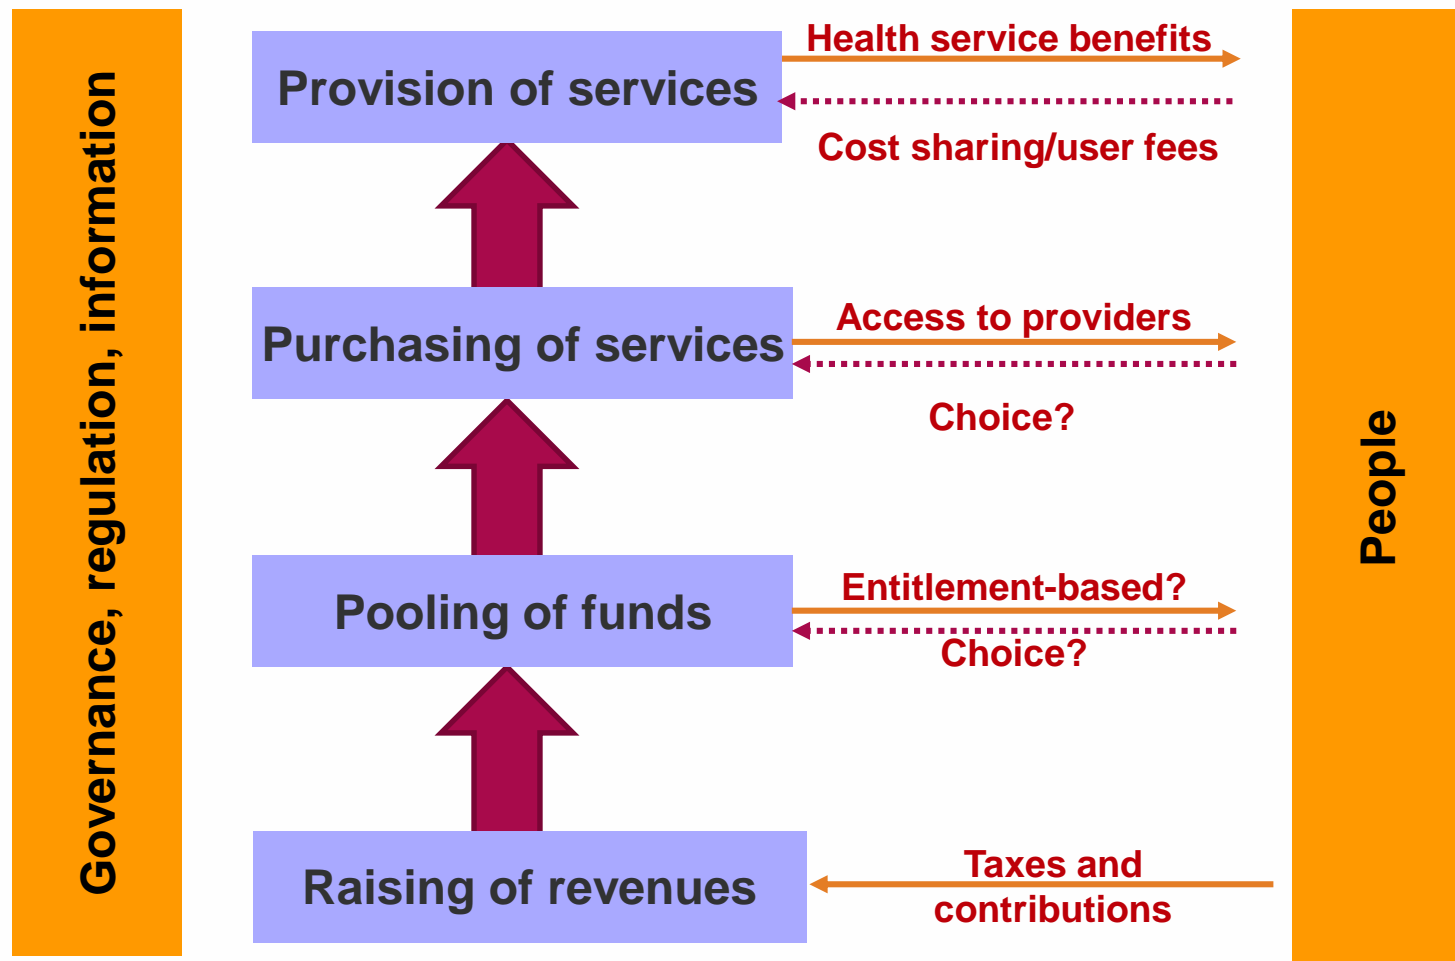 Governance, regulation, information
Provision of services
Health service benefits
Cost sharing/user fees
Purchasing of services
Access to providers
Choice?
Pooling of funds
Entitlement-based?
Choice?
Raising of revenues
Taxes and
contributions
People